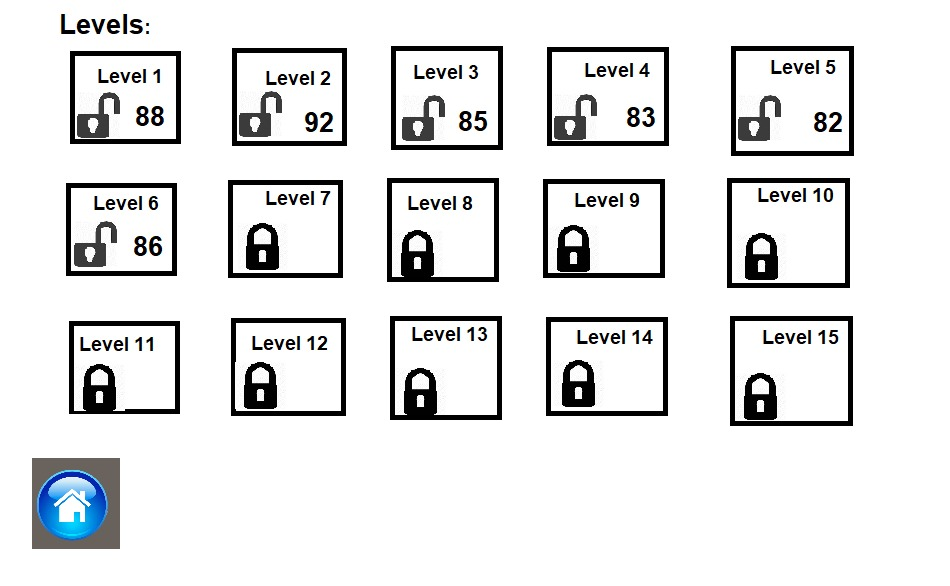 Levels:
Level 1
88
Level 2
92
Level 3
85
Level 4
83
Level 5
82
Level 6
86
Level 7
Level 8
Level 9
Level 10
Level 11
Level 12
Level 13
Level 14
Level 15